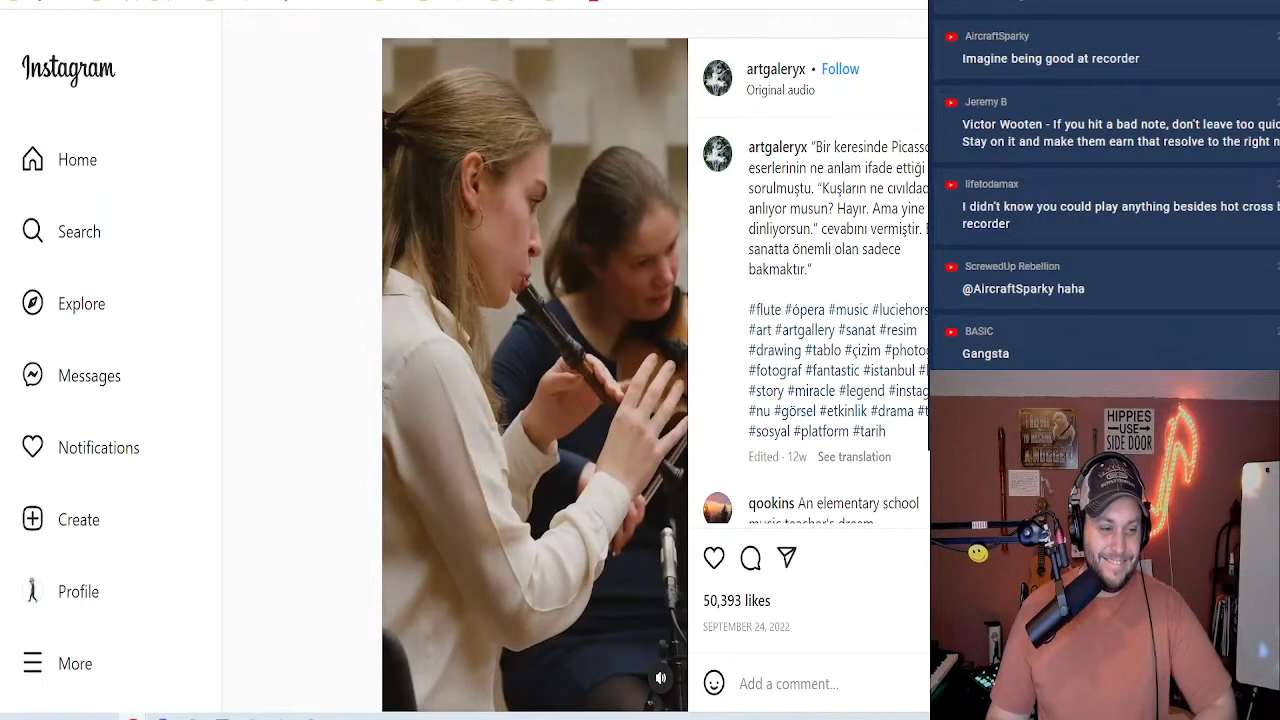 Instagram
Home
Search
Explore
Messages
Notifications
Create
Profile
More
artgaleryx • Follow
Original audio
artgaleryx "Bir keresinde Picasso
eserlerinin ne anlam ifade ettiği
sorulmuştu. "Kuşların ne cıvılda
anlıyor musun? Hayır. Ama yine
dinliyorsun." cevabını vermiştir.
sanatta önemli olan sadece
bakmaktır."
#flute #ópera #music #luciehors
#art #artgallery #sanat #resim
#drawing #tablo #çizim #photo
#fotograf #fantastic #istanbul
#story #miracle #legend #instag
#nu #görsel #etkinlik #drama
#sosyal #platform #tarih
Edited · 12w See translation
qookins An elementary school
music teacher's dream
50,393 likes
SEPTEMBER 24, 2022
Add a comment...
AircraftSparky
Imagine being good at recorder
Jeremy B
Victor Wooten - If you hit a bad note, don't leave too quic
Stay on it and make them earn that resolve to the right n
lifetodamax
I didn't know you could play anything besides hot cross b
recorder
ScrewedUp Rebellion
@AircraftSparky haha
BASIC
Gangsta
HIPPIES
USE
SIDE DOOR